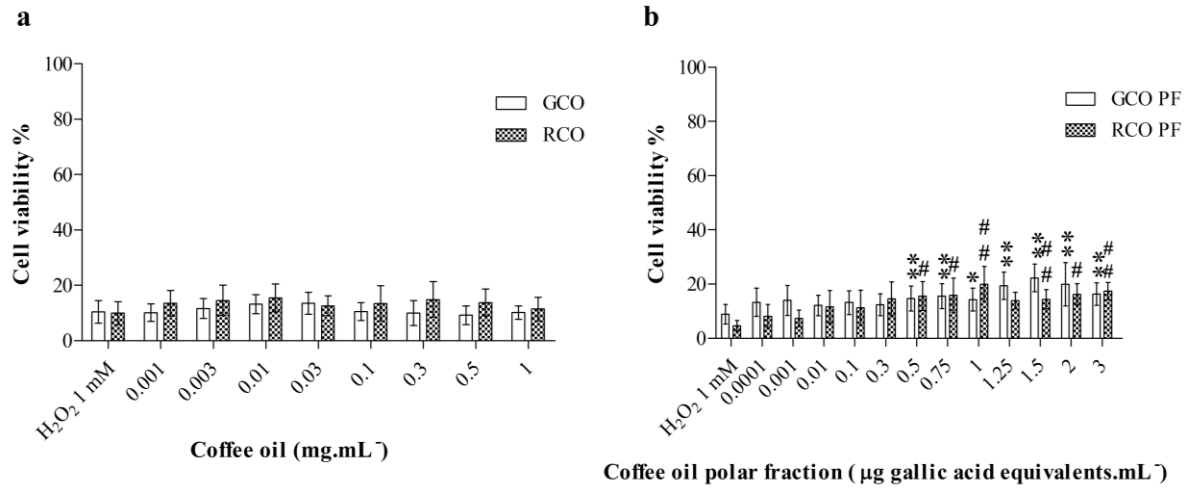 a
100
80
60
40
20
0
Cell viability %
GCO
RCO
H₂O₂ 1 mM
0.001
0.003
0.01
0.03
0.1
0.3
0.5
1
Coffee oil (mg.mL⁻)
b
100
80
60
40
20
0
Cell viability %
GCO PF
RCO PF
** # ** # * ## ** ** ## ** # ** ##
H₂O₂ 1 mM
0.0001
0.001
0.01
0.1
0.3
0.5
0.75
1
1.25
1.5
2
3
Coffee oil polar fraction ( µg gallic acid equivalents.mL⁻)